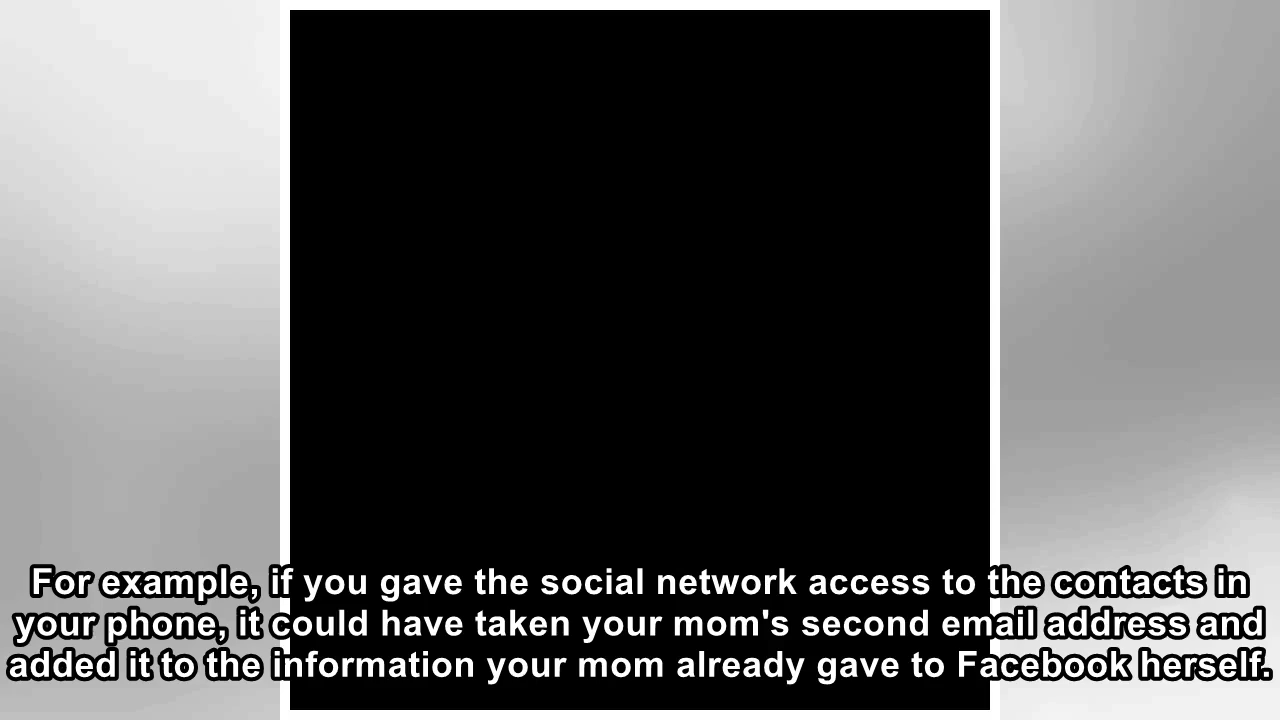 For example, if you gave the social network access to the contacts in
your phone, it could have taken your mom's second email address and
added it to the information your mom already gave to Facebook herself.